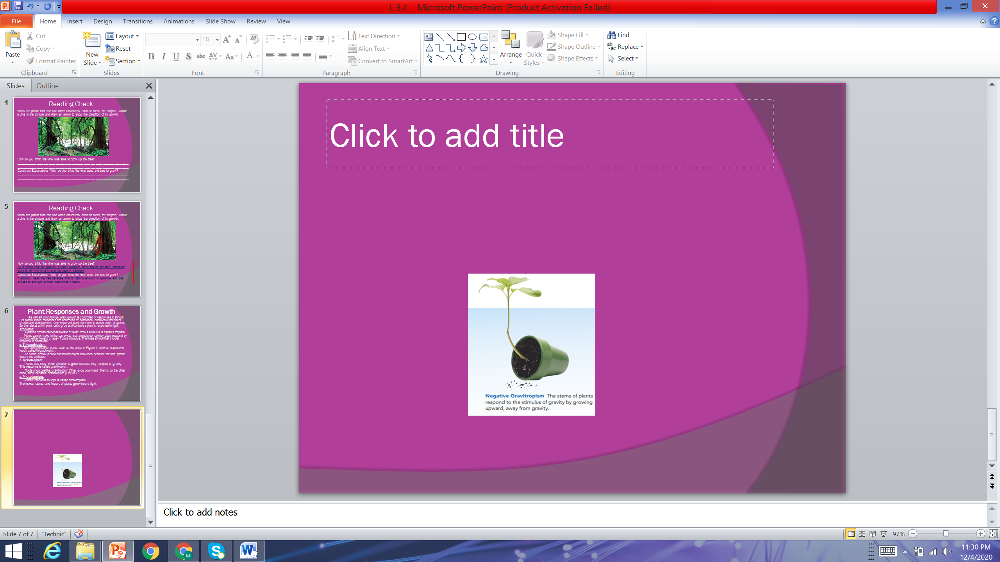 L 3.4 - Microsoft PowerPoint (Product Activation Failed)
File Home Insert Design Transitions Animations Slide Show Review View
Paste
Cut
Copy
Format Painter
Clipboard
New Slide
Layout
Reset
Section
Slides
18
Font
Text Direction
Align Text
Convert to SmartArt
Paragraph
Arrange
Quick Styles
Shape Fill
Shape Outline
Shape Effects
Drawing
Find
Replace
Select
Editing
Slides Outline
4
Reading Check
Vines are plants that can use other structures, such as trees, for support. Circle
a vine in the picture and draw an arrow to show the direction of its growth.
How do you think the vine was able to grow up the tree?
Construct Explanations Why do you think the vine used the tree to grow?
5
Reading Check
Vines are plants that can use other structures, such as trees, for support. Circle
a vine in the picture and draw an arrow to show the direction of its growth.
How do you think the vine was able to grow up the tree?
As it grows from the ground, it slowly wrapped itself around the tree, attaching
itself to the tree as it grew in an upward direction.
Construct Explanations Why do you think the vine used the tree to grow?
It probably used the tree because it is not strong enough to grow tall and get
access to sunlight or other resources it needs.
6
Plant Responses and Growth
As with all living things, plant growth is controlled by responses to stimuli.
For plants, these responses are controlled by hormones, chemicals that affect
growth and development. One important plant hormone is called auxin. It speeds
up the rate at which plant cells grow and controls a plant's response to light.
Tropisms:
A plant's growth response toward or away from a stimulus is called a tropism.
Plants cannot move in the same way that animals do, so they often respond by
growing either toward or away from a stimulus. The three stimuli that trigger
tropisms in plants are:
a. Thigmotropism:
The stems of some plants, such as the vines in Figure 1, show a response to
touch called thigmotropism.
As a vine grows, it coils around any object it touches because the vine grows
toward the stimulus.
b. Gravitropism:
Plants also know which direction to grow, because they respond to gravity.
This response is called gravitropism.
Roots show positive gravitropism if they grow downward. Stems, on the other
hand, show negative gravitropism (Figure 2).
c. Phototropism:
Plants' response to light is called phototropism.
The leaves, stems, and flowers of plants grow toward light.
7
Negative Gravitropism The stems of plants
respond to the stimulus of gravity by growing
upward, away from gravity.
Click to add title
Negative Gravitropism The stems of plants
respond to the stimulus of gravity by growing
upward, away from gravity.
Click to add notes
Slide 7 of 7 "Technic" 97%
11:30 PM
12/4/2020